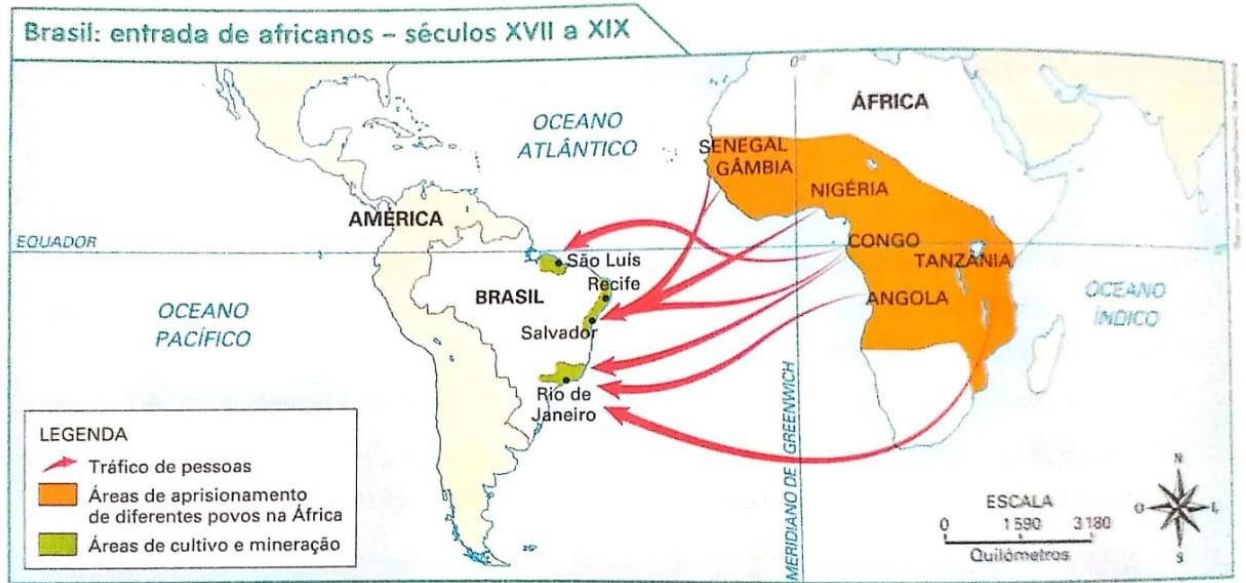 Brasil: entrada de africanos – séculos XVII a XIX
0°
OCEANO
ATLÂNTICO
ÁFRICA
SENEGAL
GÂMBIA
NIGÉRIA
AMÉRICA
EQUADOR
CONGO
TANZÂNIA
São Luís
Recife
BRASIL
ANGOLA
OCEANO
PACÍFICO
OCEANO
ÍNDICO
Salvador
Rio de
Janeiro
MERIDIANO DE GREENWICH
LEGENDA
Tráfico de pessoas
Áreas de aprisionamento
de diferentes povos na África
Áreas de cultivo e mineração
ESCALA
0 1 590 3 180
Quilômetros
N
O L
S